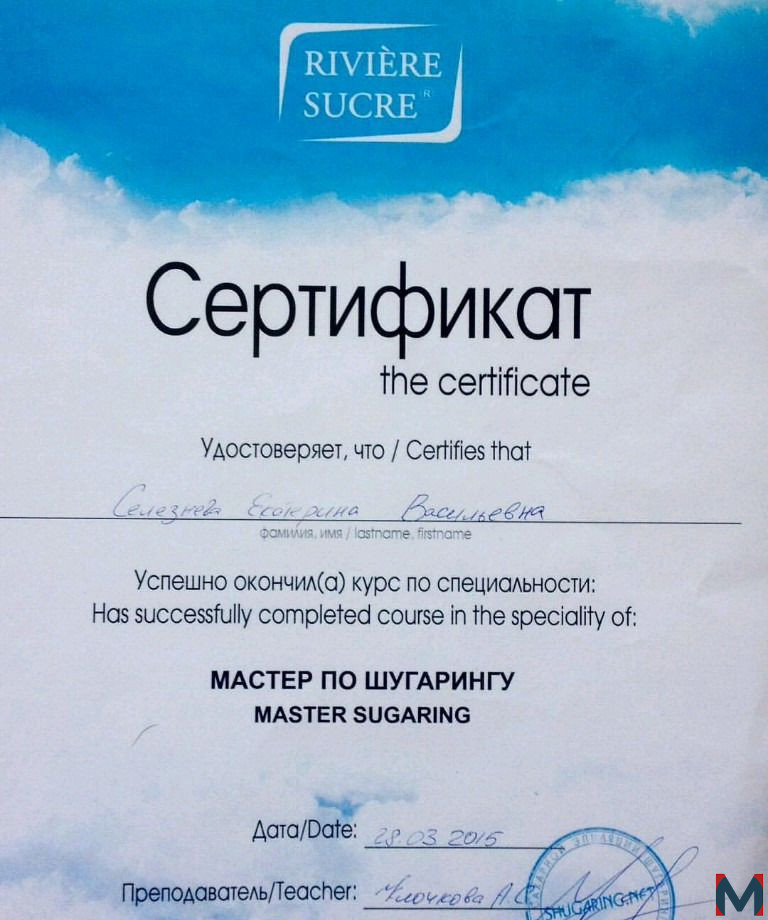 RIVIÈRE
SUCRE ®
Сертификат
the certificate
Удостоверяет, что / Certifies that
Селезнева Екатерина Васильевна
фамилия, имя / lastname, firstname
Успешно окончил(а) курс по специальности:
Has successfully completed course in the speciality of:
МАСТЕР ПО ШУГАРИНГУ
MASTER SUGARING
Дата/Date: 28.03 2015
Преподаватель/Teacher: Клочкова А.С
SHUGARING.NET
M